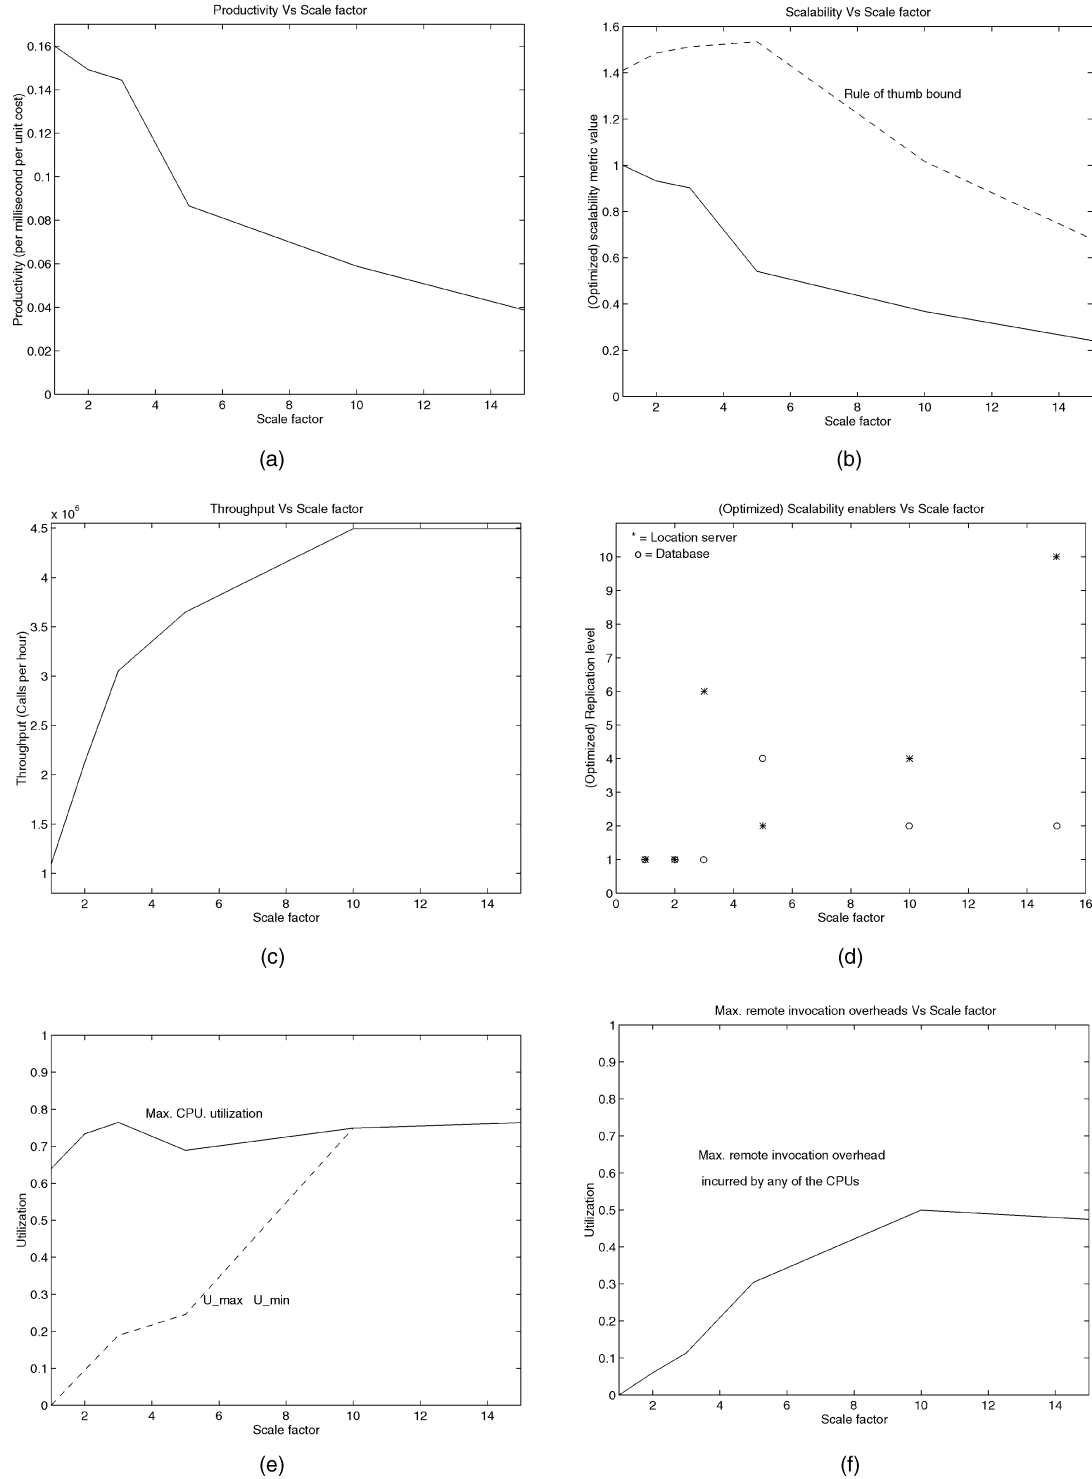 Productivity Vs Scale factor
Productivity (per millisecond per unit cost)
0.16
0.14
0.12
0.1
0.08
0.06
0.04
0.02
0
2 4 6 8 10 12 14
Scale factor
(a)
Scalability Vs Scale factor
(Optimized) scalability metric value
1.6
1.4
1.2
1
0.8
0.6
0.4
0.2
0
Rule of thumb bound
2 4 6 8 10 12 14
Scale factor
(b)
Throughput Vs Scale factor
x 10^6
Throughput (Calls per hour)
4.5
4
3.5
3
2.5
2
1.5
1
2 4 6 8 10 12 14
Scale factor
(c)
(Optimized) Scalability enablers Vs Scale factor
* = Location server
o = Database
(Optimized) Replication level
10
9
8
7
6
5
4
3
2
1
0
0 2 4 6 8 10 12 14 16
Scale factor
(d)
Utilization
1
0.9
0.8
0.7
0.6
0.5
0.4
0.3
0.2
0.1
0
Max. CPU. utilization
U_max U_min
2 4 6 8 10 12 14
Scale factor
(e)
Max. remote invocation overheads Vs Scale factor
Utilization
1
0.9
0.8
0.7
0.6
0.5
0.4
0.3
0.2
0.1
0
Max. remote invocation overhead
incurred by any of the CPUs
2 4 6 8 10 12 14
Scale factor
(f)